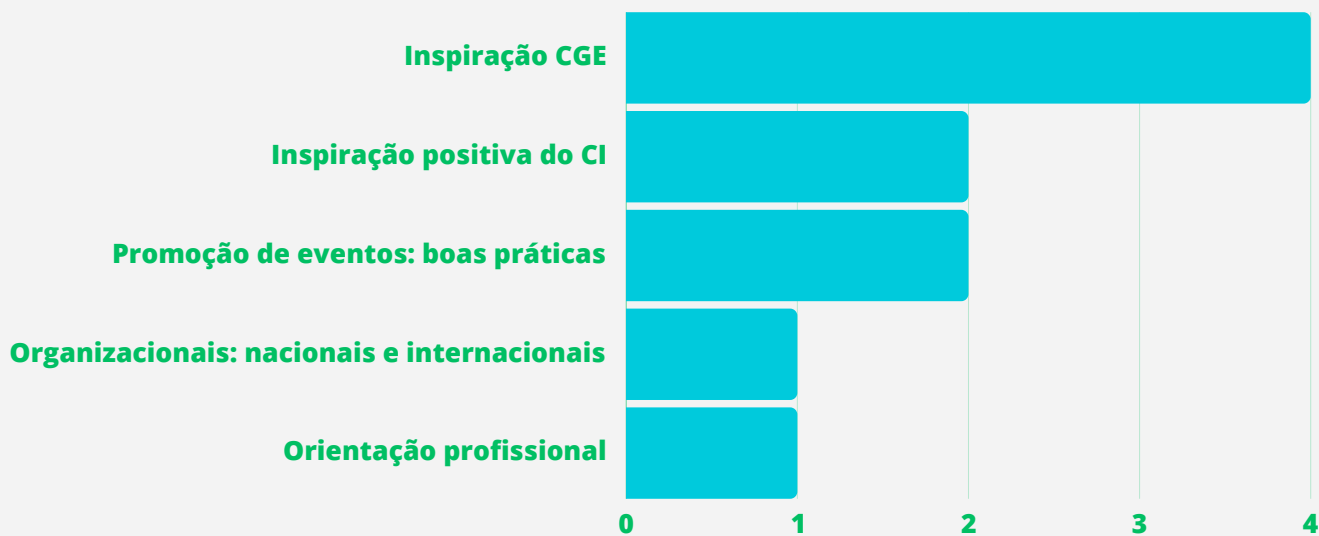 Inspiração CGE
Inspiração positiva do CI
Promoção de eventos: boas práticas
Organizacionais: nacionais e internacionais
Orientação profissional
0 1 2 3 4